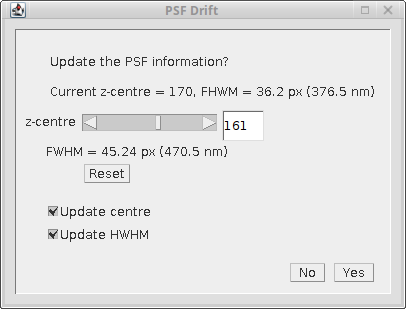 PSF Drift
Update the PSF information?
Current z-centre = 170, FHWM = 36.2 px (376.5 nm)
z-centre 161
FWHM = 45.24 px (470.5 nm)
Reset
Update centre
Update HWHM
No Yes